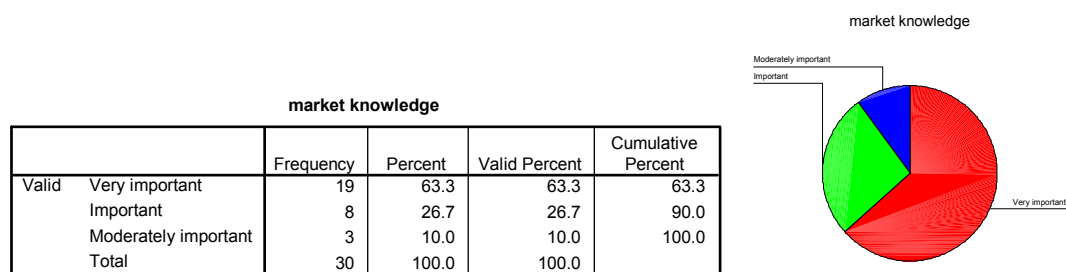 market knowledge
Frequency Percent Valid Percent Cumulative Percent
Valid Very important 19 63.3 63.3 63.3
Important 8 26.7 26.7 90.0
Moderately important 3 10.0 10.0 100.0
Total 30 100.0 100.0
market knowledge
Moderately important
Important
Very important